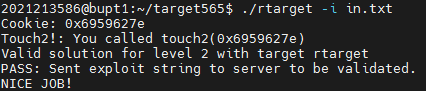 2021213586@bupt1:~/target565$ ./rtarget -i in.txt
Cookie: 0x6959627e
Touch2!: You called touch2(0x6959627e)
Valid solution for level 2 with target rtarget
PASS: Sent exploit string to server to be validated.
NICE JOB!